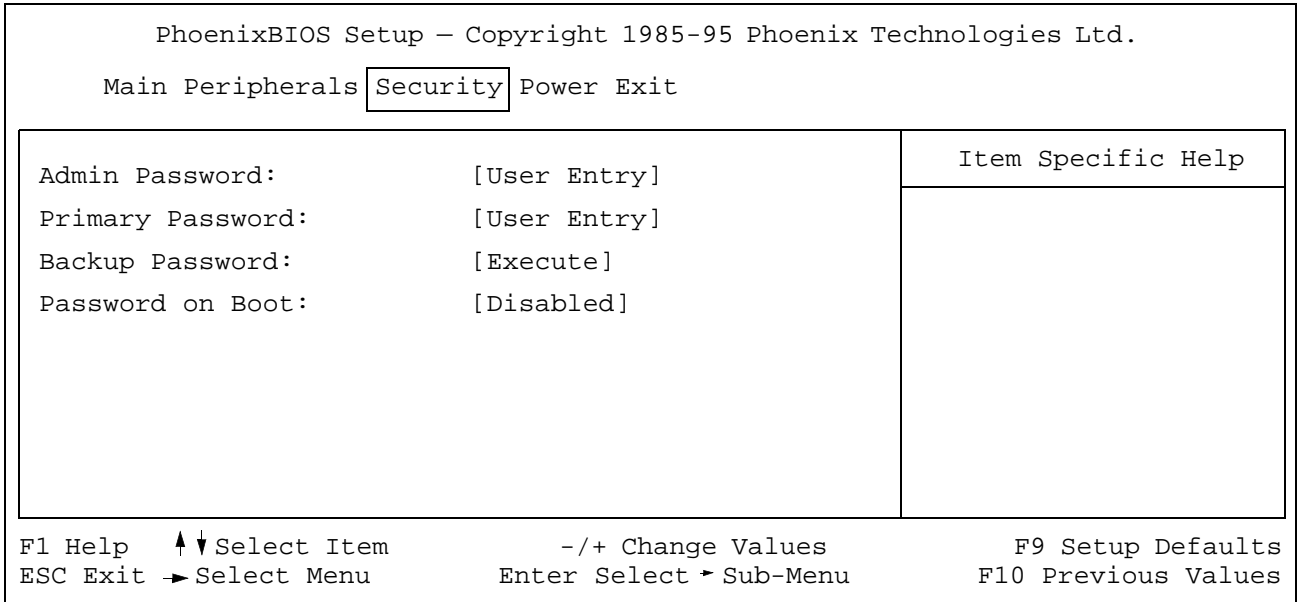 PhoenixBIOS Setup — Copyright 1985-95 Phoenix Technologies Ltd.
Main Peripherals Security Power Exit
Item Specific Help
Admin Password: [User Entry]
Primary Password: [User Entry]
Backup Password: [Execute]
Password on Boot: [Disabled]
F1 Help Select Item -/+ Change Values F9 Setup Defaults
ESC Exit Select Menu Enter Select Sub-Menu F10 Previous Values